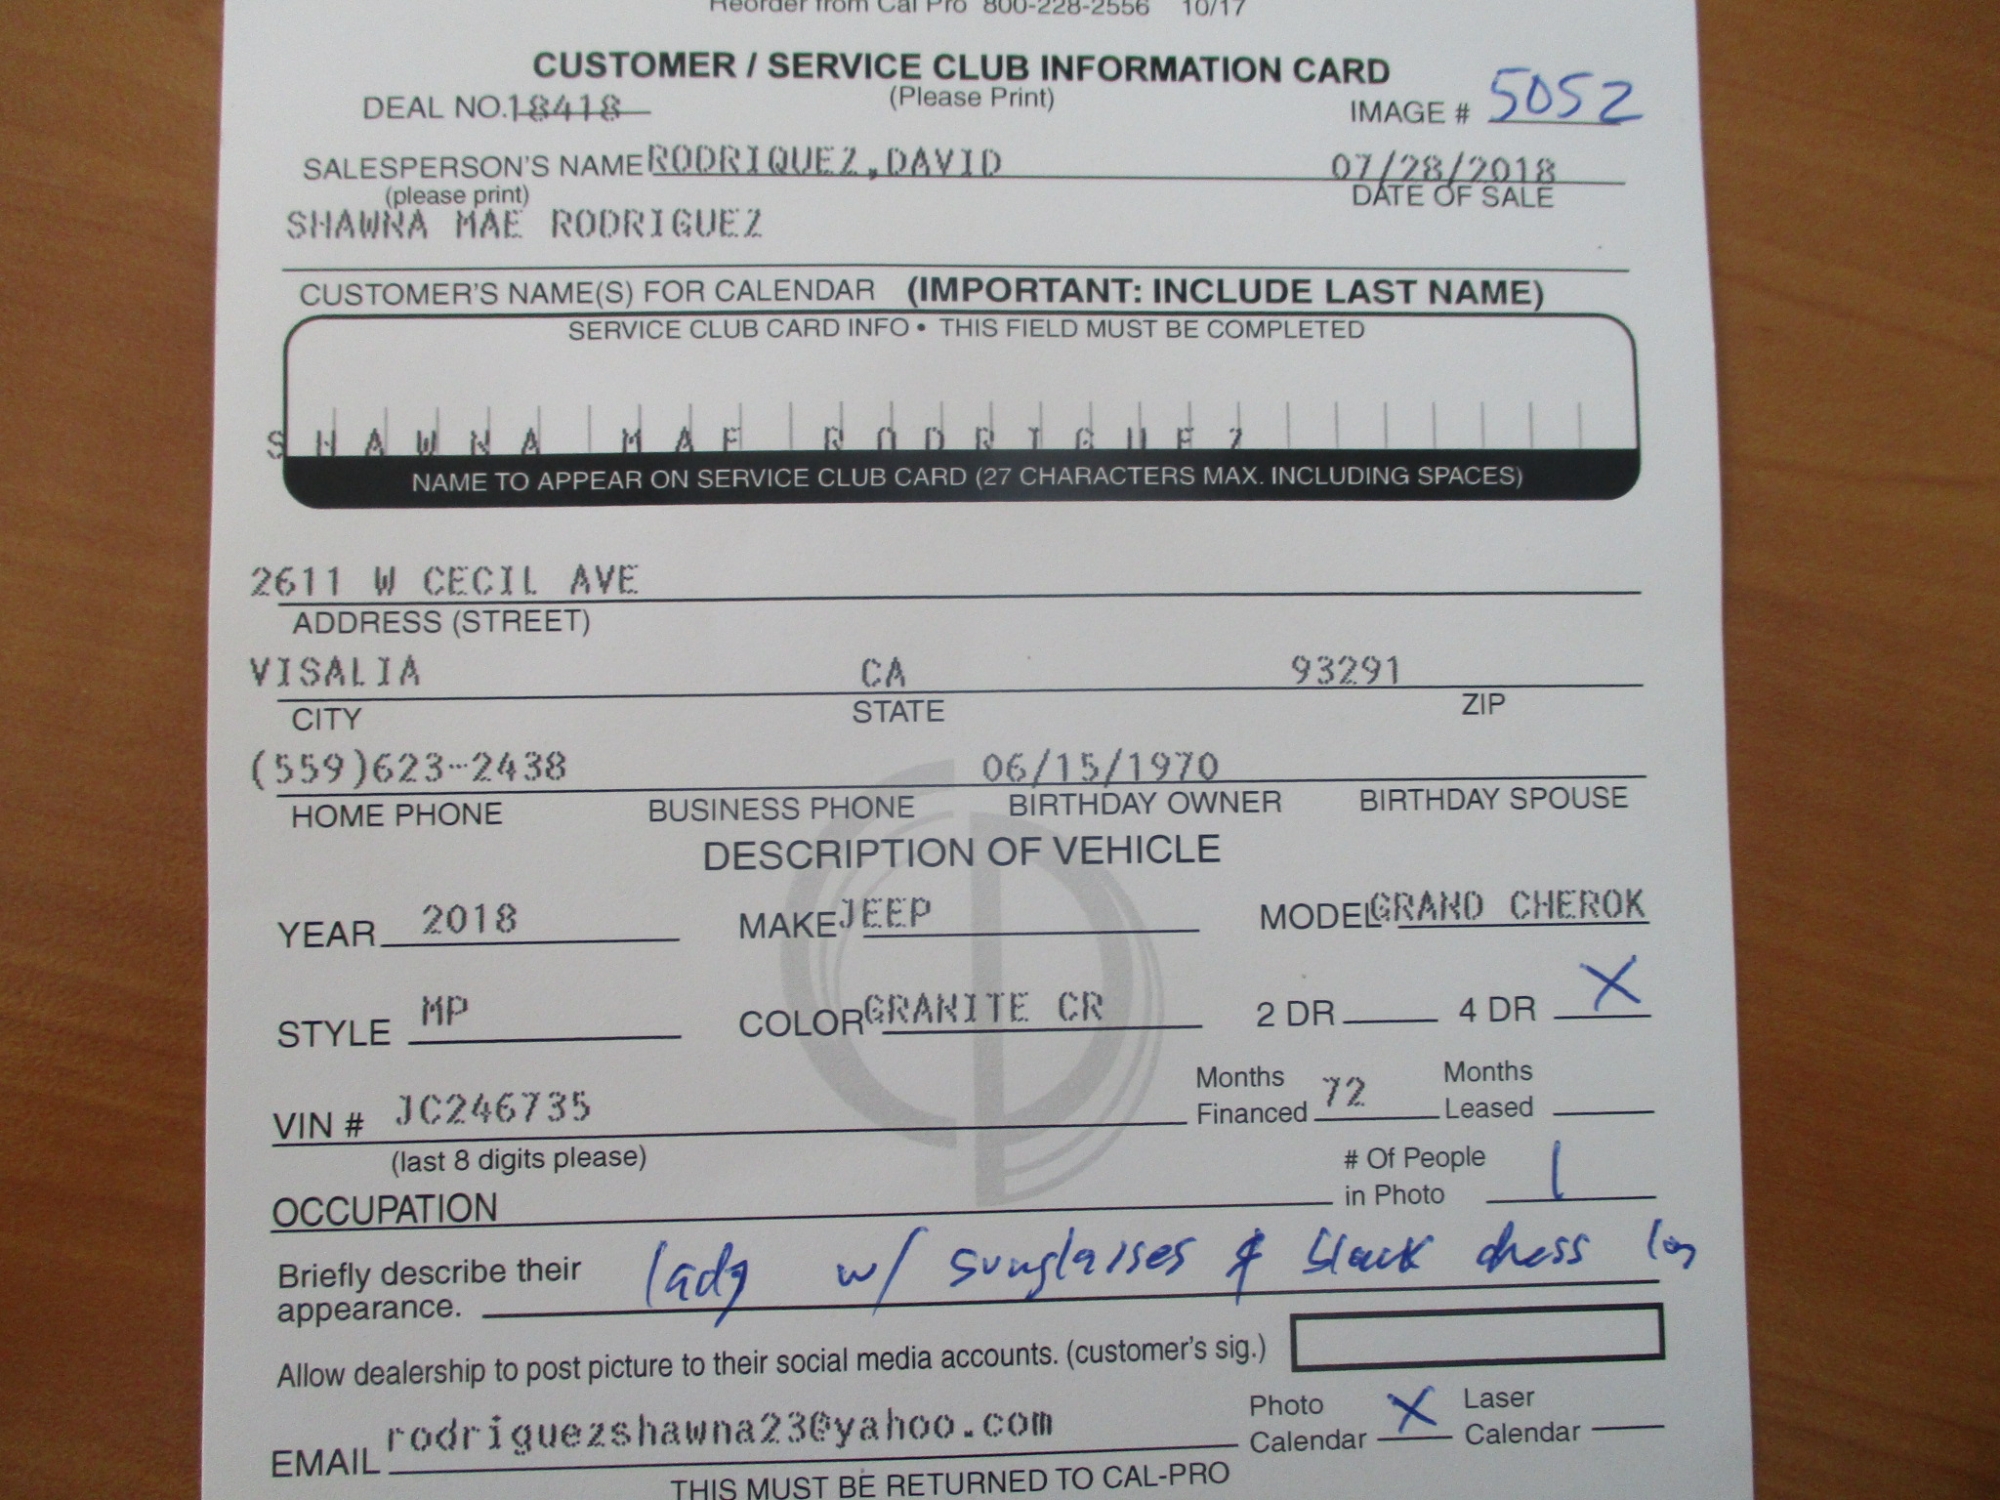 Reorder from Cal Pro 800-228-2556 10/17
CUSTOMER / SERVICE CLUB INFORMATION CARD
DEAL NO. 18418 (Please Print) IMAGE # 5052
SALESPERSON'S NAME RODRIQUEZ,DAVID 07/28/2018
(please print) DATE OF SALE
SHAWNA MAE RODRIGUEZ
CUSTOMER'S NAME(S) FOR CALENDAR (IMPORTANT: INCLUDE LAST NAME)
SERVICE CLUB CARD INFO • THIS FIELD MUST BE COMPLETED
S H A W N A M A E R O D R I G U E Z
NAME TO APPEAR ON SERVICE CLUB CARD (27 CHARACTERS MAX. INCLUDING SPACES)
2611 W CECIL AVE
ADDRESS (STREET)
VISALIA CA 93291
CITY STATE ZIP
(559)623-2438 06/15/1970
HOME PHONE BUSINESS PHONE BIRTHDAY OWNER BIRTHDAY SPOUSE
DESCRIPTION OF VEHICLE
YEAR 2018 MAKE JEEP MODEL GRAND CHEROK
STYLE MP COLOR GRANITE CR 2 DR 4 DR X
VIN # JC246735 Months Financed 72 Months Leased
(last 8 digits please) # Of People in Photo 1
OCCUPATION
Briefly describe their appearance. lady w/ sunglasses & black dress
Allow dealership to post picture to their social media accounts. (customer's sig.)
EMAIL rodriguezshawna23@yahoo.com Photo Calendar X Laser Calendar
THIS MUST BE RETURNED TO CAL-PRO